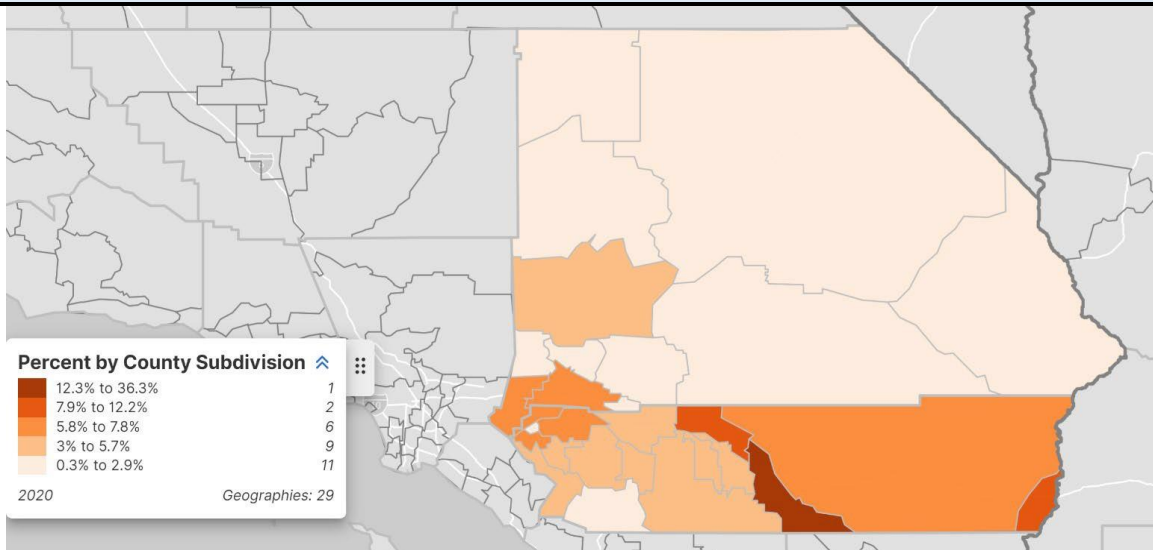 Percent by County Subdivision
12.3% to 36.3% 1
7.9% to 12.2% 2
5.8% to 7.8% 6
3% to 5.7% 9
0.3% to 2.9% 11
2020 Geographies: 29